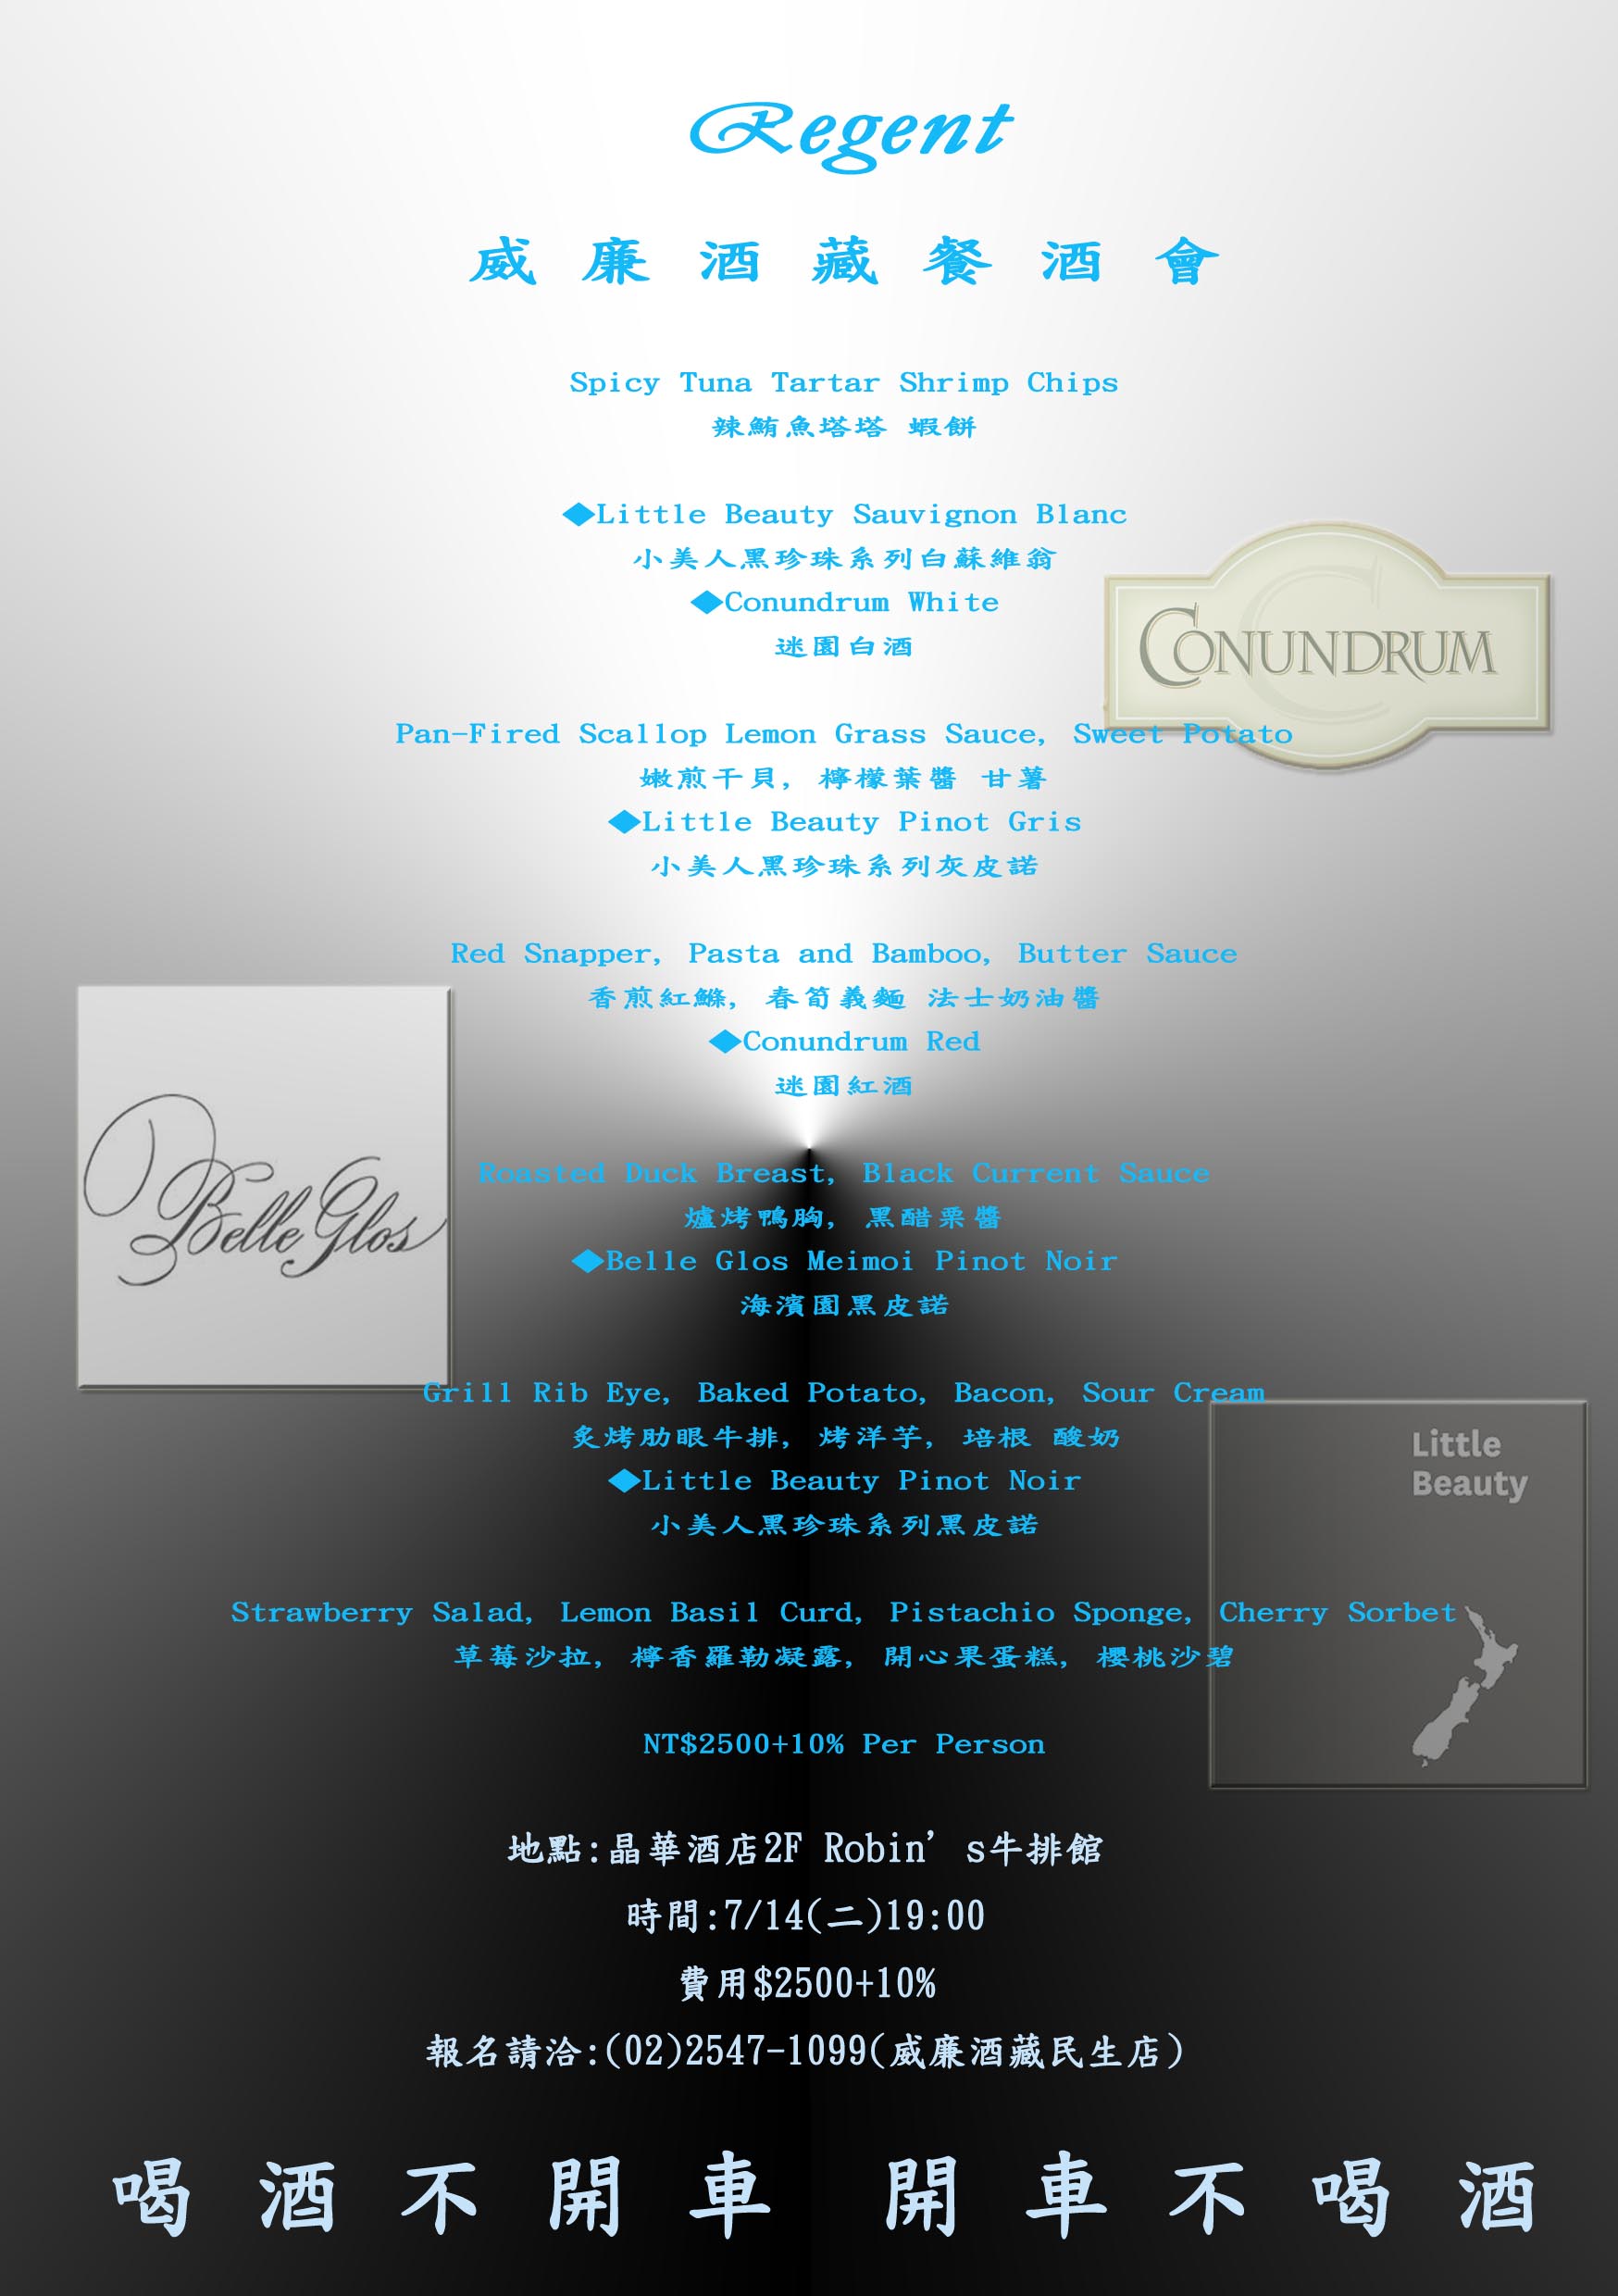 Regent
威廉酒藏餐酒會
Spicy Tuna Tartar Shrimp Chips
辣鮪魚塔塔 蝦餅
◆Little Beauty Sauvignon Blanc
小美人黑珍珠系列白蘇維翁
◆Conundrum White
迷園白酒
CONUNDRUM
Pan-Fired Scallop Lemon Grass Sauce, Sweet Potato
嫩煎干貝, 檸檬葉醬 甘薯
◆Little Beauty Pinot Gris
小美人黑珍珠系列灰皮諾
Red Snapper, Pasta and Bamboo, Butter Sauce
香煎紅鰷, 春筍義麵 法士奶油醬
◆Conundrum Red
迷園紅酒
Belle Glos
Roasted Duck Breast, Black Current Sauce
爐烤鴨胸, 黑醋栗醬
◆Belle Glos Meimoi Pinot Noir
海濱園黑皮諾
Grill Rib Eye, Baked Potato, Bacon, Sour Cream
炙烤肋眼牛排, 烤洋芋, 培根 酸奶
◆Little Beauty Pinot Noir
小美人黑珍珠系列黑皮諾
Little
Beauty
Strawberry Salad, Lemon Basil Curd, Pistachio Sponge, Cherry Sorbet
草莓沙拉, 檸香羅勒凝露, 開心果蛋糕, 櫻桃沙碧
NT$2500+10% Per Person
地點:晶華酒店2F Robin’s牛排館
時間:7/14(二)19:00
費用$2500+10%
報名請洽:(02)2547-1099(威廉酒藏民生店)
喝酒不開車 開車不喝酒